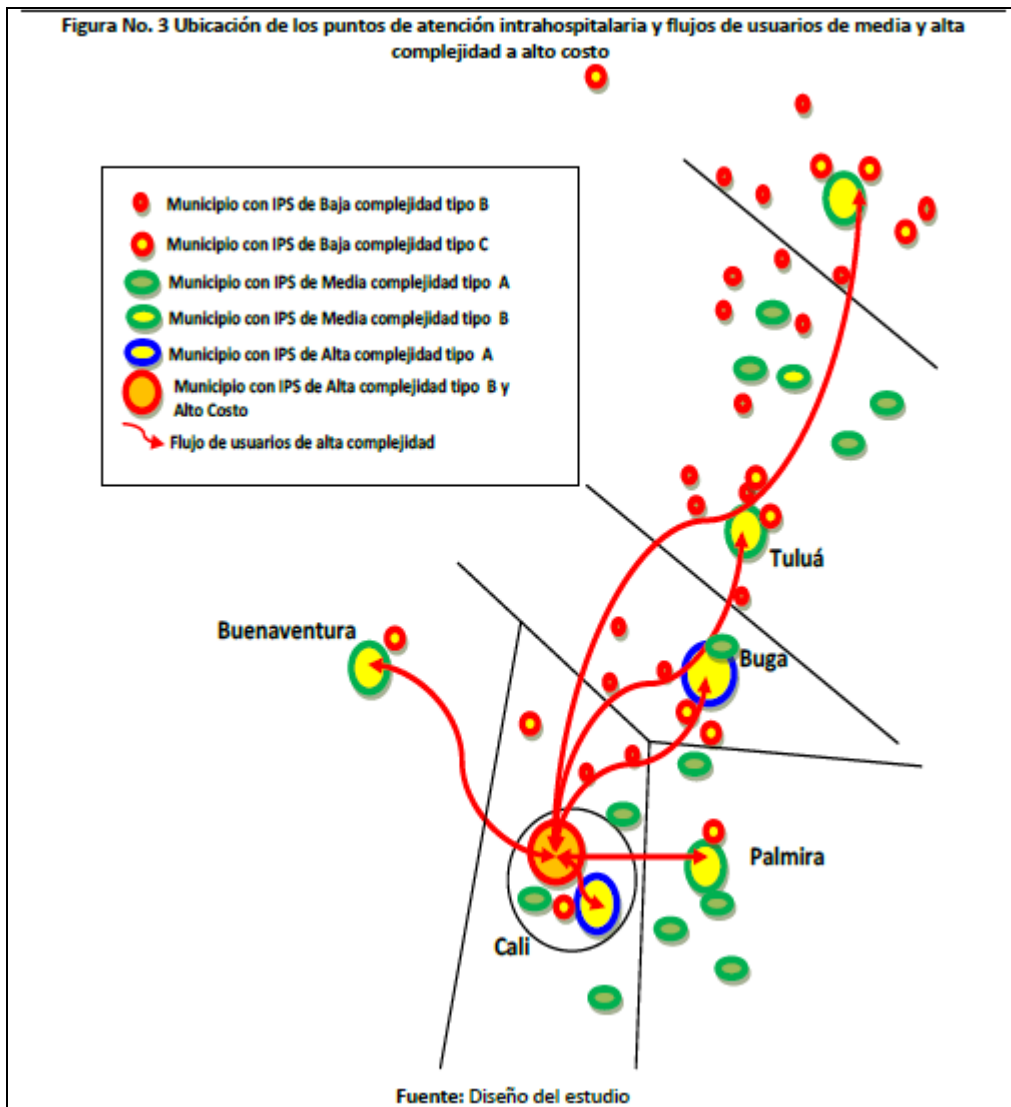 Figura No. 3 Ubicación de los puntos de atención intrahospitalaria y flujos de usuarios de media y alta
complejidad a alto costo
Municipio con IPS de Baja complejidad tipo B
Municipio con IPS de Baja complejidad tipo C
Municipio con IPS de Media complejidad tipo A
Municipio con IPS de Media complejidad tipo B
Municipio con IPS de Alta complejidad tipo A
Municipio con IPS de Alta complejidad tipo B y
Alto Costo
Flujo de usuarios de alta complejidad
Tuluá
Buenaventura
Buga
Palmira
Cali
Fuente: Diseño del estudio